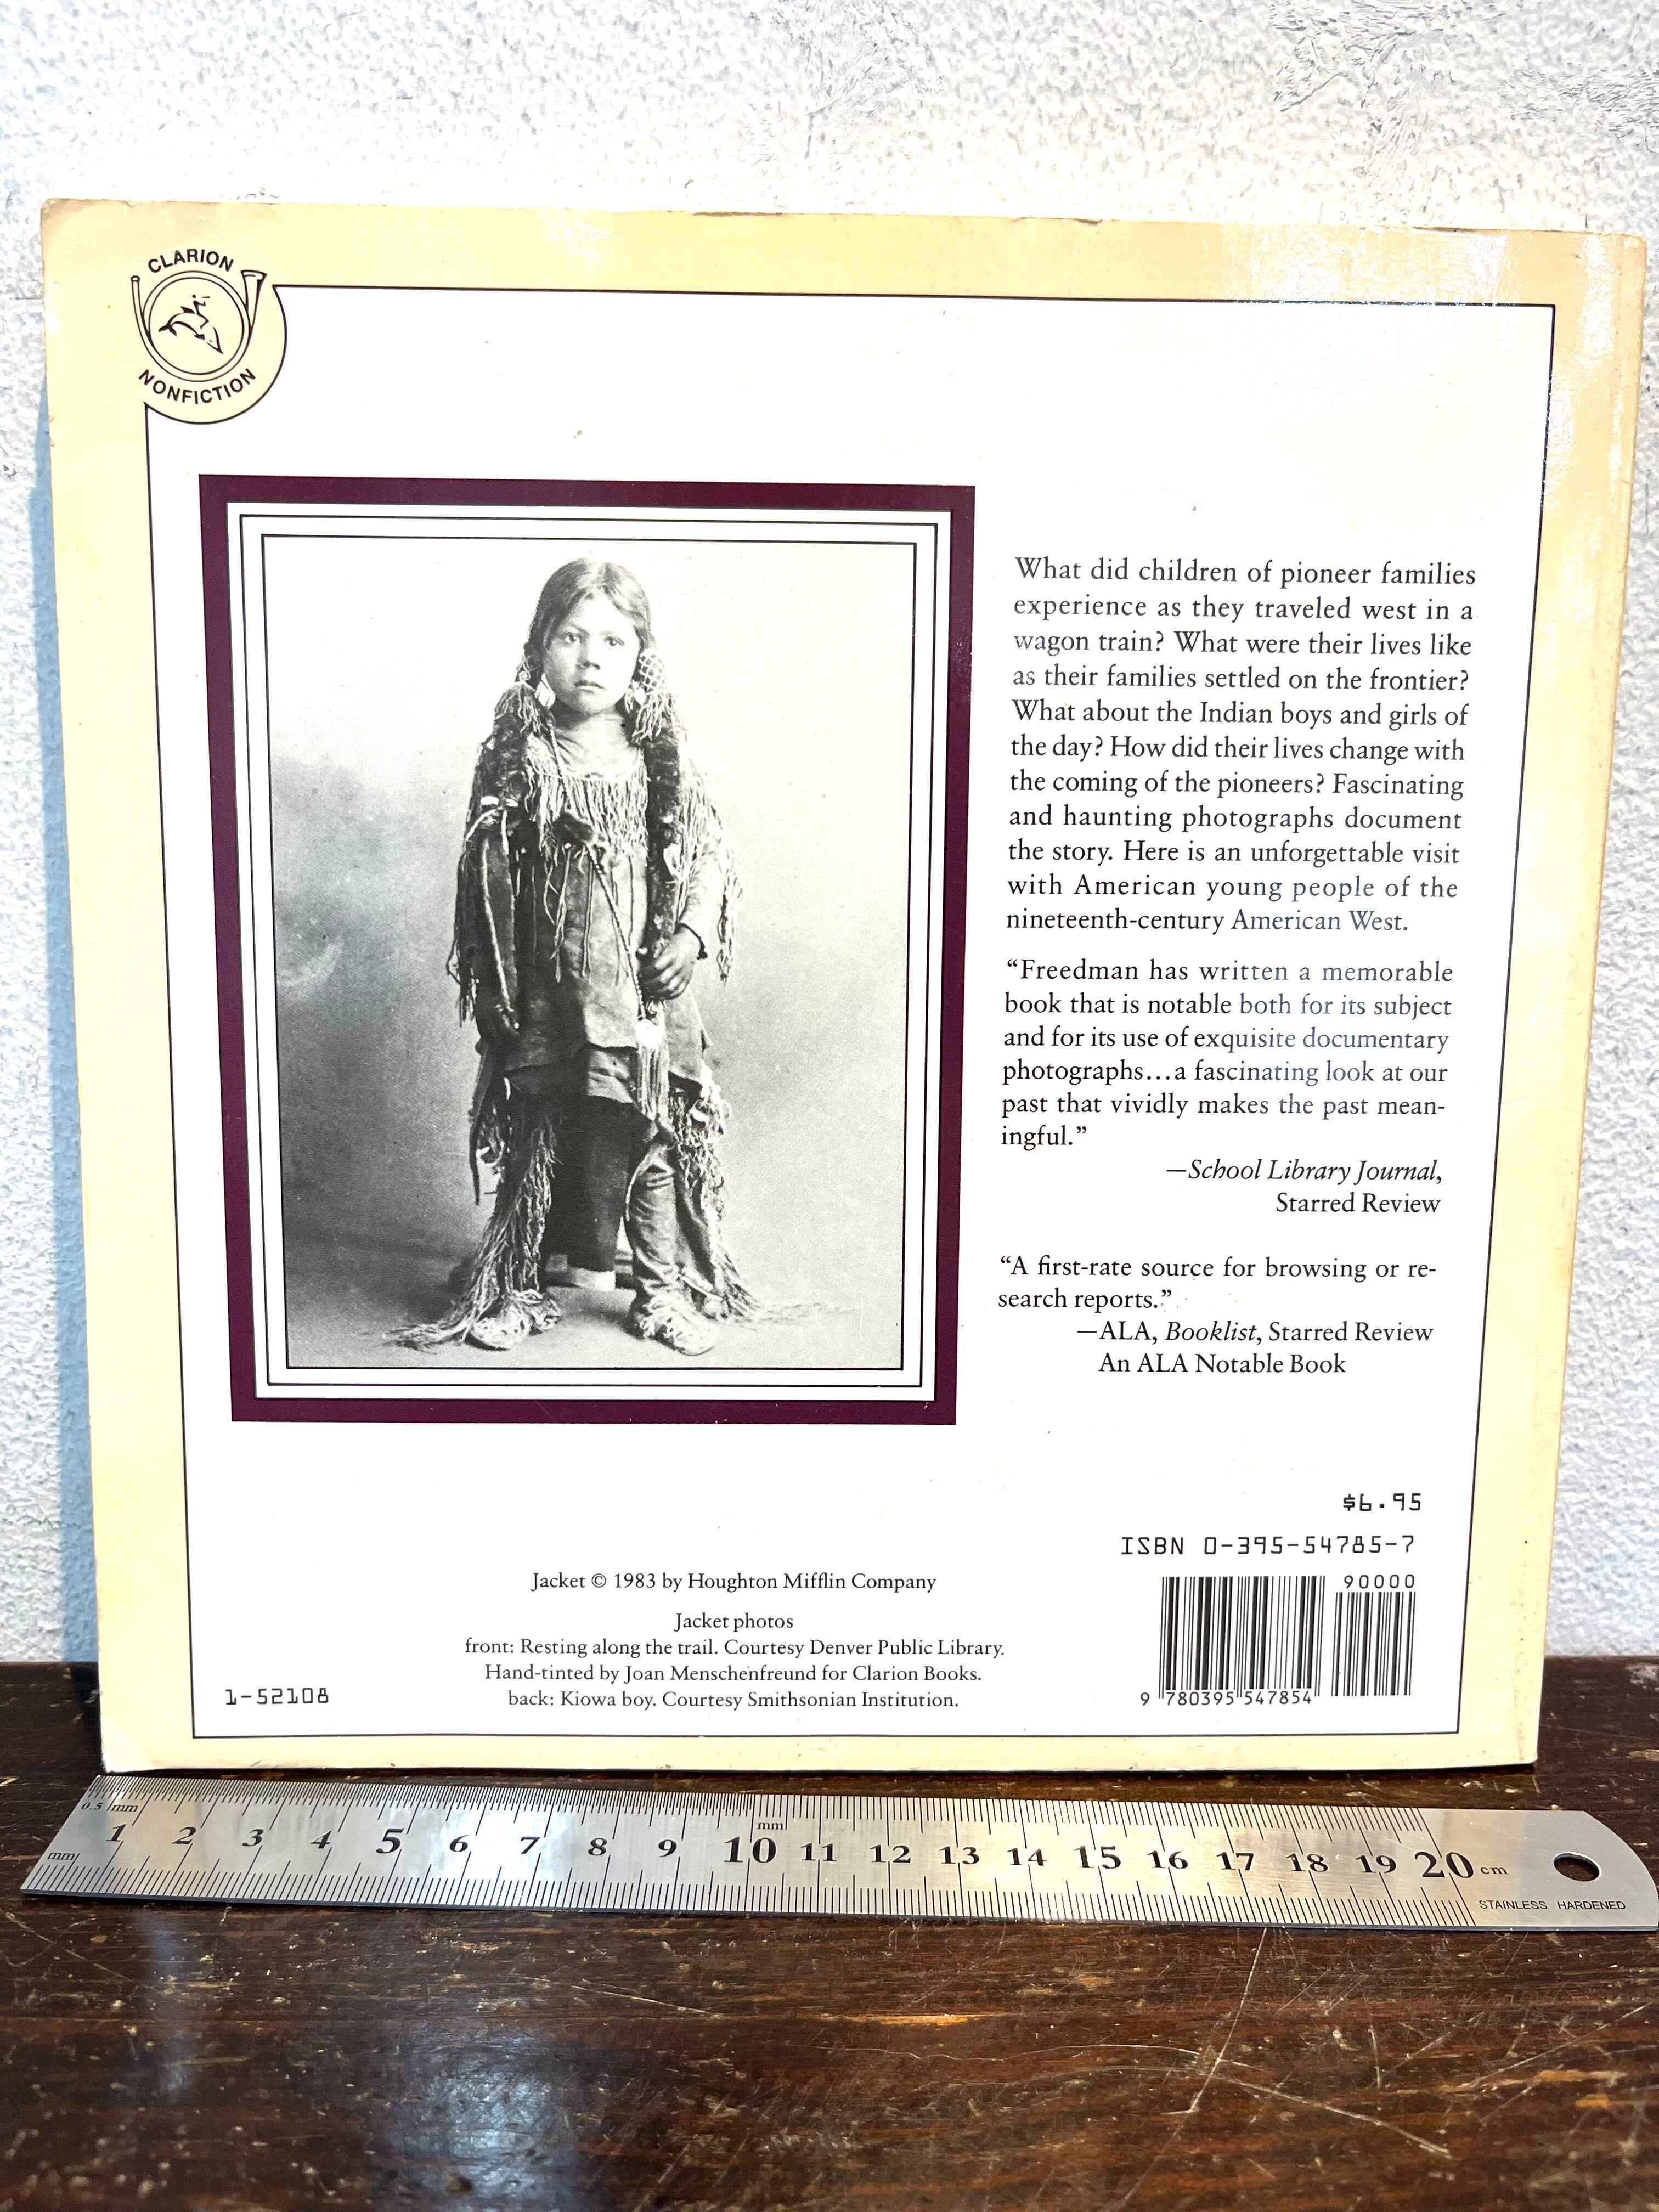 CLARION
NONFICTION
What did children of pioneer families
experience as they traveled west in a
wagon train? What were their lives like
as their families settled on the frontier?
What about the Indian boys and girls of
the day? How did their lives change with
the coming of the pioneers? Fascinating
and haunting photographs document
the story. Here is an unforgettable visit
with American young people of the
nineteenth-century American West.
“Freedman has written a memorable
book that is notable both for its subject
and for its use of exquisite documentary
photographs...a fascinating look at our
past that vividly makes the past mean-
ingful.”
—School Library Journal,
Starred Review
“A first-rate source for browsing or re-
search reports.”
—ALA, Booklist, Starred Review
An ALA Notable Book
$6.95
ISBN 0-395-54785-7
90000
9 780395 547854
Jacket © 1983 by Houghton Mifflin Company
Jacket photos
front: Resting along the trail. Courtesy Denver Public Library.
Hand-tinted by Joan Menschenfreund for Clarion Books.
back: Kiowa boy. Courtesy Smithsonian Institution.
1-52108
0.5 mm
mm
1 2 3 4 5 6 7 8 9 10 11 12 13 14 15 16 17 18 19 20 cm
mm
STAINLESS HARDENED